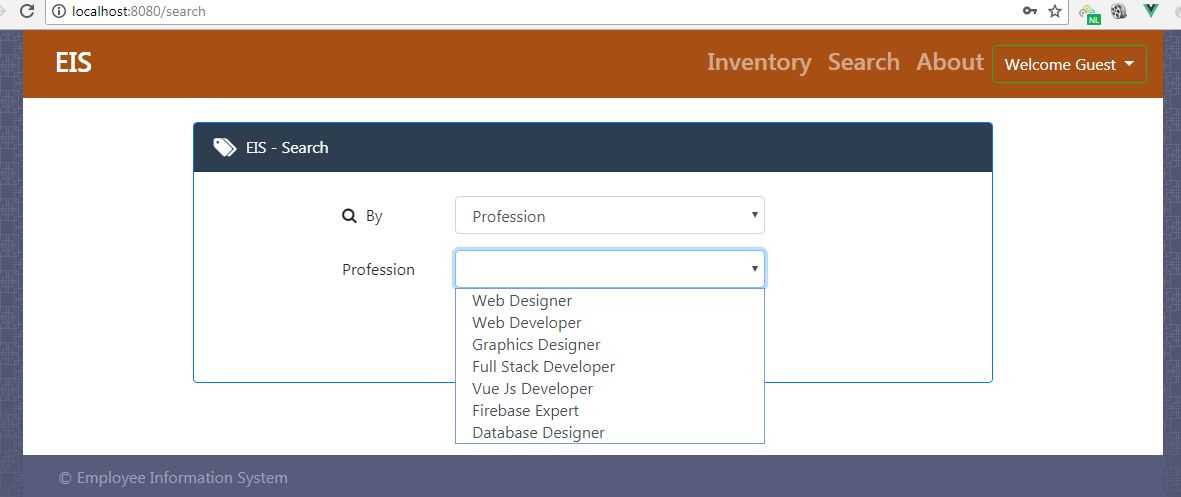 localhost:8080/search
NL
EIS
Inventory Search About Welcome Guest
EIS - Search
By Profession
Profession
Web Designer
Web Developer
Graphics Designer
Full Stack Developer
Vue Js Developer
Firebase Expert
Database Designer
© Employee Information System